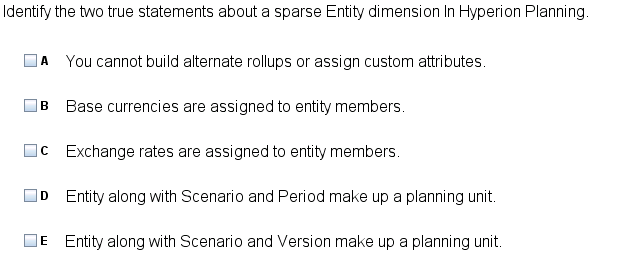 Identify the two true statements about a sparse Entity dimension In Hyperion Planning.
A You cannot build alternate rollups or assign custom attributes.
B Base currencies are assigned to entity members.
C Exchange rates are assigned to entity members.
D Entity along with Scenario and Period make up a planning unit.
E Entity along with Scenario and Version make up a planning unit.